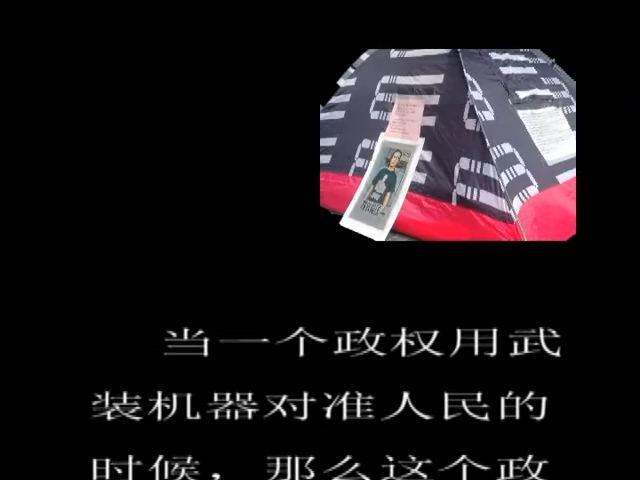 当一个政权用武
装机器对准人民的
时候，那么这个政